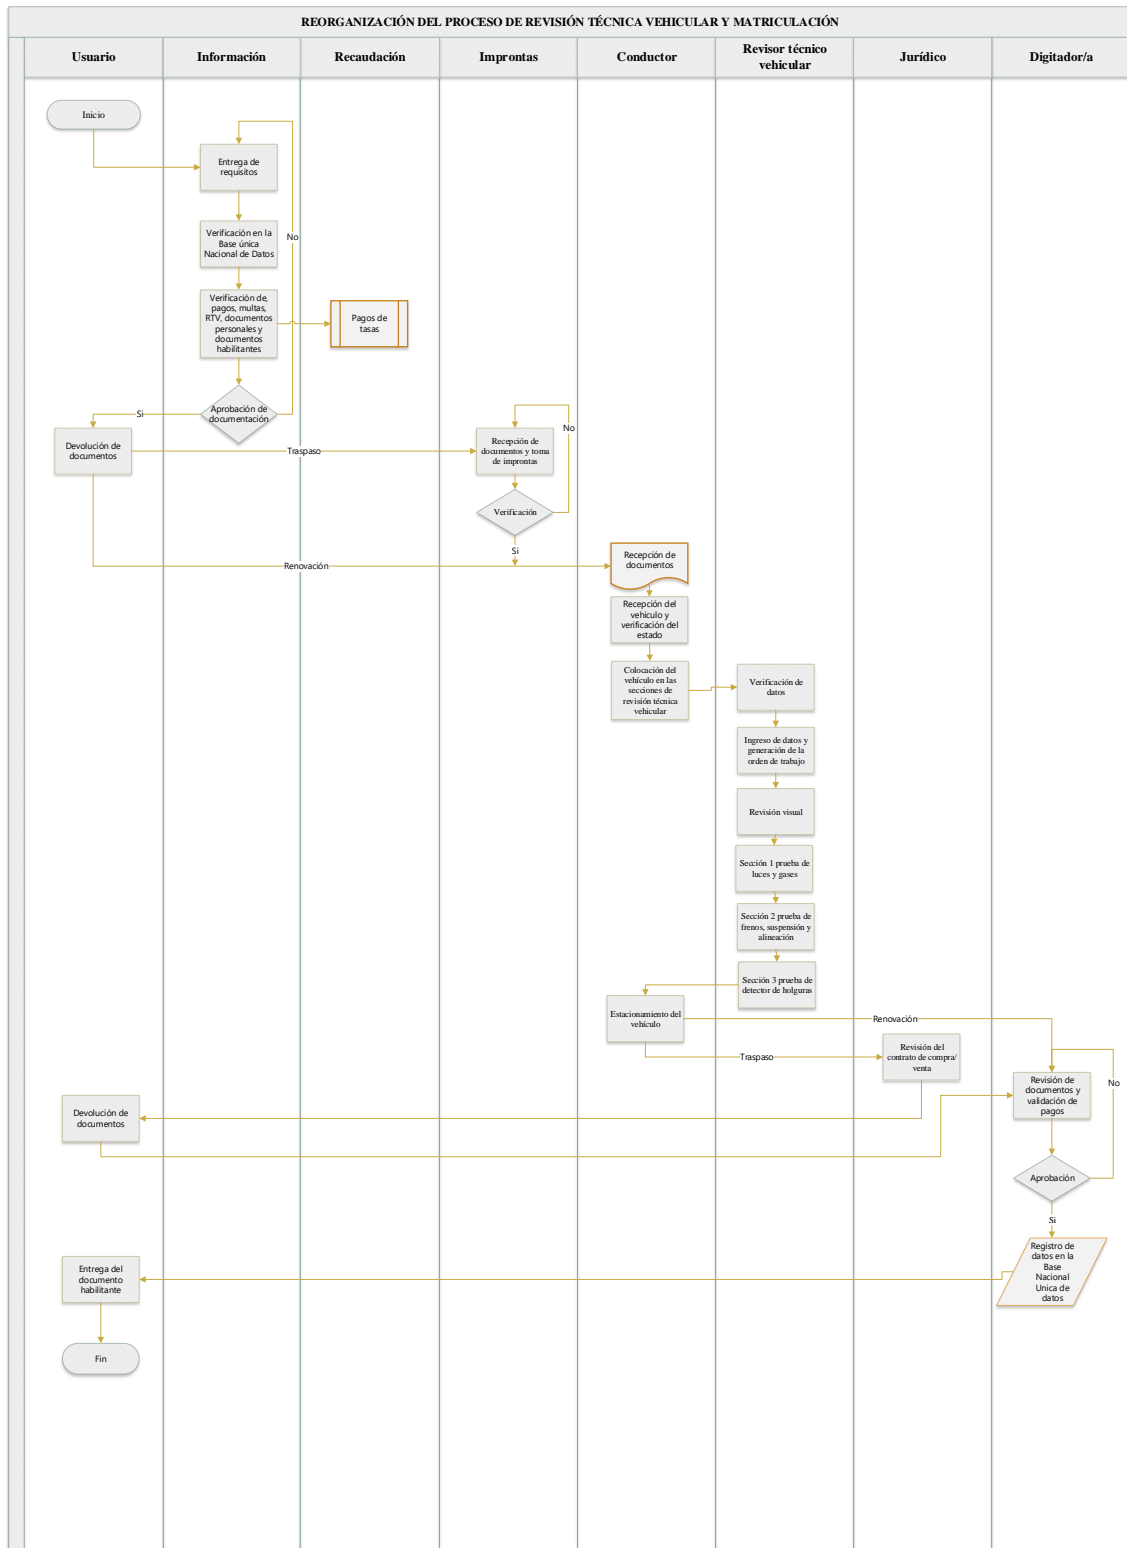 REORGANIZACIÓN DEL PROCESO DE REVISIÓN TÉCNICA VEHICULAR Y MATRICULACIÓN
Usuario
Información
Recaudación
Improntas
Conductor
Revisor técnico
vehicular
Jurídico
Digitador/a
Inicio
Entrega de
requisitos
Verificación en la
Base única
Nacional de Datos
No
Verificación de,
pagos, multas,
RTV, documentos
personales y
documentos
habilitantes
Pagos de
tasas
Aprobación de
documentación
Si
Devolución de
documentos
Traspaso
Recepción de
documentos y toma
de improntas
No
Verificación
Si
Renovación
Recepción de
documentos
Recepción del
vehículo y
verificación del
estado
Colocación del
vehículo en las
secciones de
revisión técnica
vehicular
Verificación de
datos
Ingreso de datos y
generación de la
orden de trabajo
Revisión visual
Sección 1 prueba de
luces y gases
Sección 2 prueba de
frenos, suspensión y
alineación
Sección 3 prueba de
detector de holguras
Estacionamiento del
vehículo
Renovación
Traspaso
Revisión del
contrato de compra/
venta
Revisión de
documentos y
validación de
pagos
No
Devolución de
documentos
Aprobación
Si
Registro de
datos en la
Base
Nacional
Unica de
datos
Entrega del
documento
habilitante
Fin